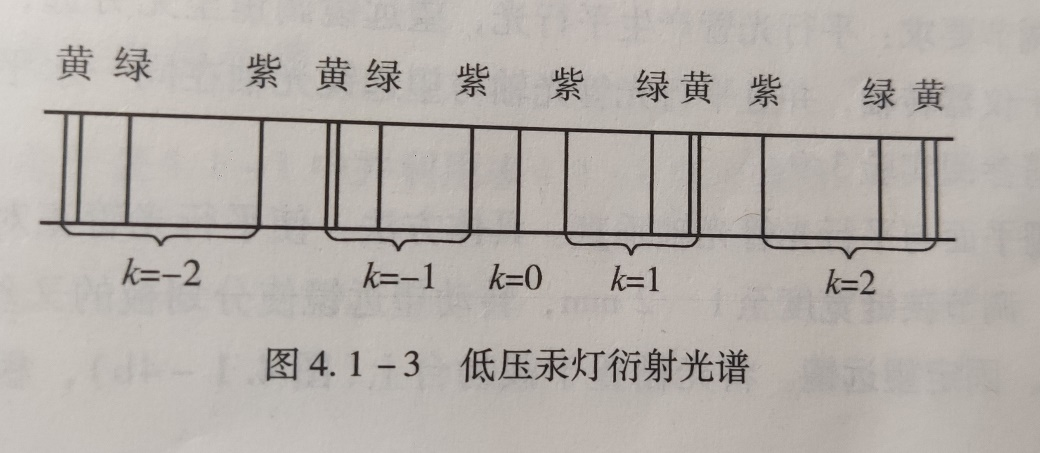 黄 绿 紫 黄 绿 紫 紫 绿 黄 紫 绿 黄
k=-2 k=-1 k=0 k=1 k=2
图 4. 1-3 低压汞灯衍射光谱